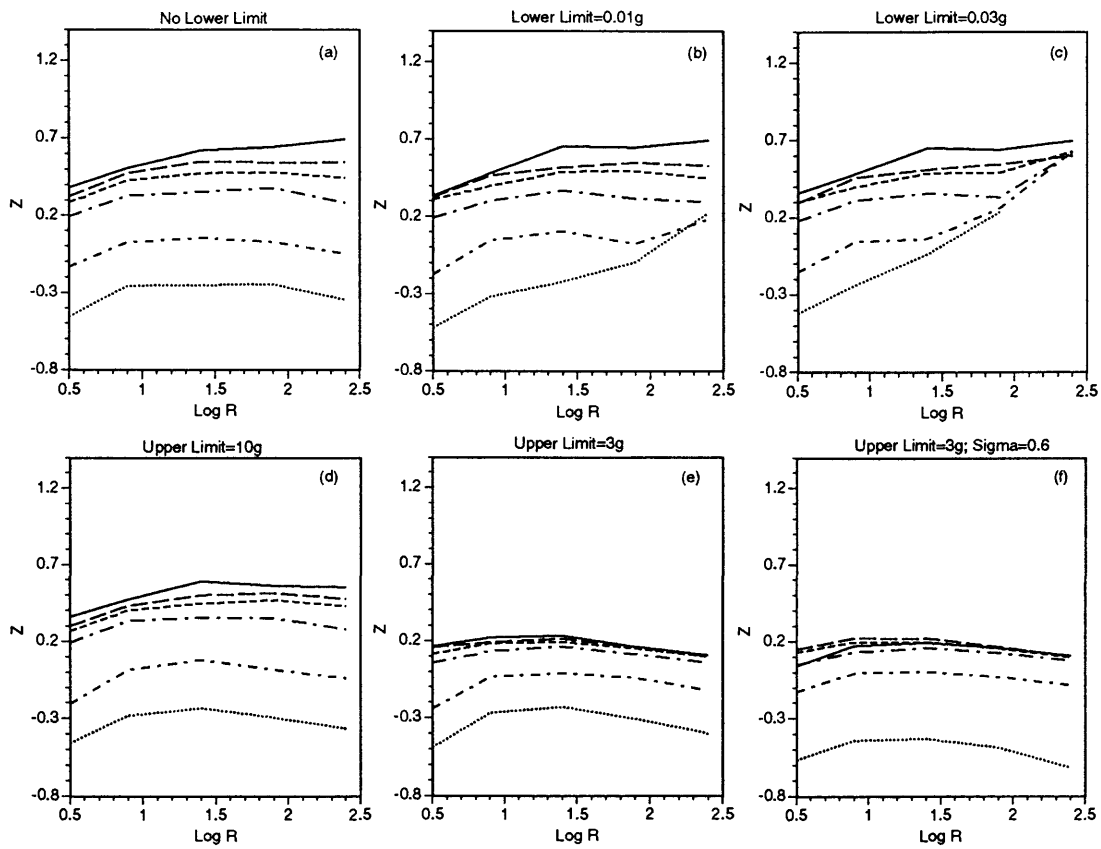 No Lower Limit
(a)
1.2
0.7
0.2
-0.3
-0.8
Z
0.5
1
1.5
2
2.5
Log R
Lower Limit=0.01g
(b)
1.2
0.7
0.2
-0.3
-0.8
Z
0.5
1
1.5
2
2.5
Log R
Lower Limit=0.03g
(c)
1.2
0.7
0.2
-0.3
-0.8
Z
0.5
1
1.5
2
2.5
Log R
Upper Limit=10g
(d)
1.2
0.7
0.2
-0.3
-0.8
Z
0.5
1
1.5
2
2.5
Log R
Upper Limit=3g
(e)
1.2
0.7
0.2
-0.3
-0.8
Z
0.5
1
1.5
2
2.5
Log R
Upper Limit=3g; Sigma=0.6
(f)
1.2
0.7
0.2
-0.3
-0.8
Z
0.5
1
1.5
2
2.5
Log R